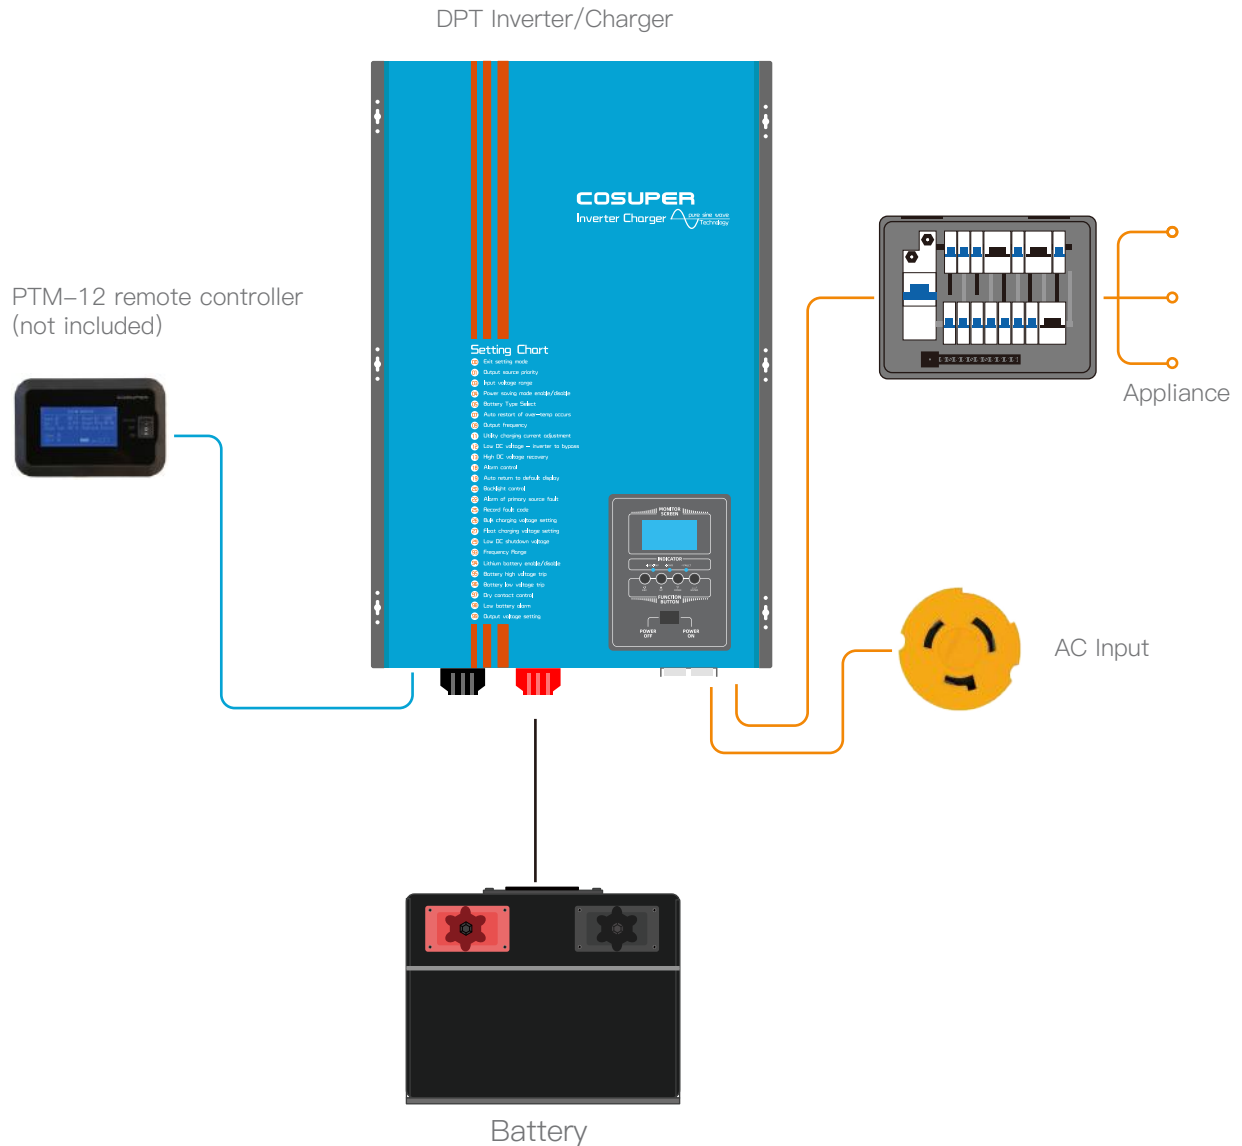 DPT Inverter/Charger
COSUPER
Inverter Charger
pure sine wave
Technology
PTM–12 remote controller
(not included)
COSUPER
Setting Chart
Exit setting mode
Output source priority
Input voltage range
Power saving mode enable/disable
Battery Type Select
Auto restart of over-temp occurs
Output frequency
Utility charging current adjustment
Low DC voltage – inverter to bypass
High DC voltage recovery
Alarm control
Auto return to default display
Backlight control
Alarm of primary source fault
Record fault code
Bulk charging voltage setting
Float charging voltage setting
Low DC shutdown voltage
Frequency Range
Lithium battery enable/disable
Battery high voltage trip
Battery low voltage trip
Dry contact control
Low battery alarm
Output voltage setting
MONITOR
SCREEN
INDICATOR
FUNCTION
BUTTON
POWER
OFF
POWER
ON
Appliance
AC Input
Battery